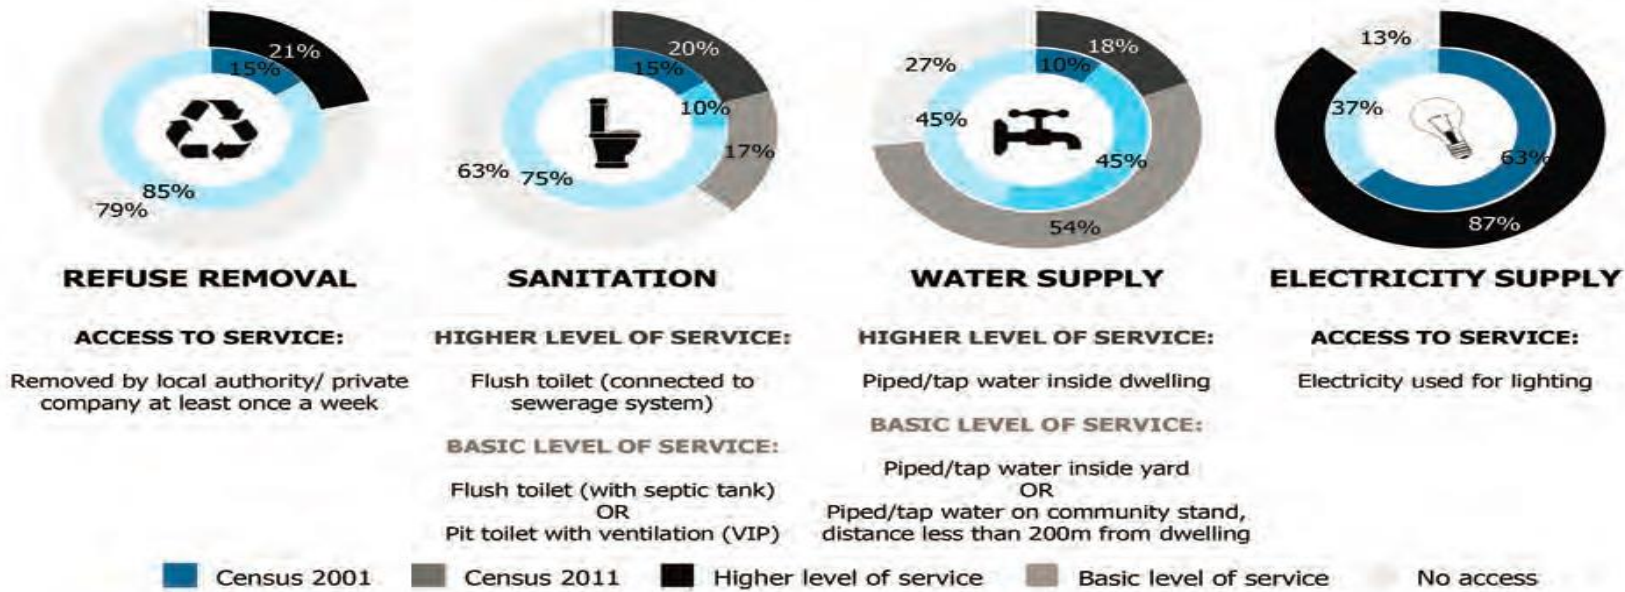 21%
15%
85%
79%
REFUSE REMOVAL
ACCESS TO SERVICE:
Removed by local authority/ private
company at least once a week
20%
15%
10%
17%
63%
75%
SANITATION
HIGHER LEVEL OF SERVICE:
Flush toilet (connected to
sewerage system)
BASIC LEVEL OF SERVICE:
Flush toilet (with septic tank)
OR
Pit toilet with ventilation (VIP)
18%
10%
27%
45%
45%
54%
WATER SUPPLY
HIGHER LEVEL OF SERVICE:
Piped/tap water inside dwelling
BASIC LEVEL OF SERVICE:
Piped/tap water inside yard
OR
Piped/tap water on community stand,
distance less than 200m from dwelling
13%
37%
63%
87%
ELECTRICITY SUPPLY
ACCESS TO SERVICE:
Electricity used for lighting
Census 2001
Census 2011
Higher level of service
Basic level of service
No access